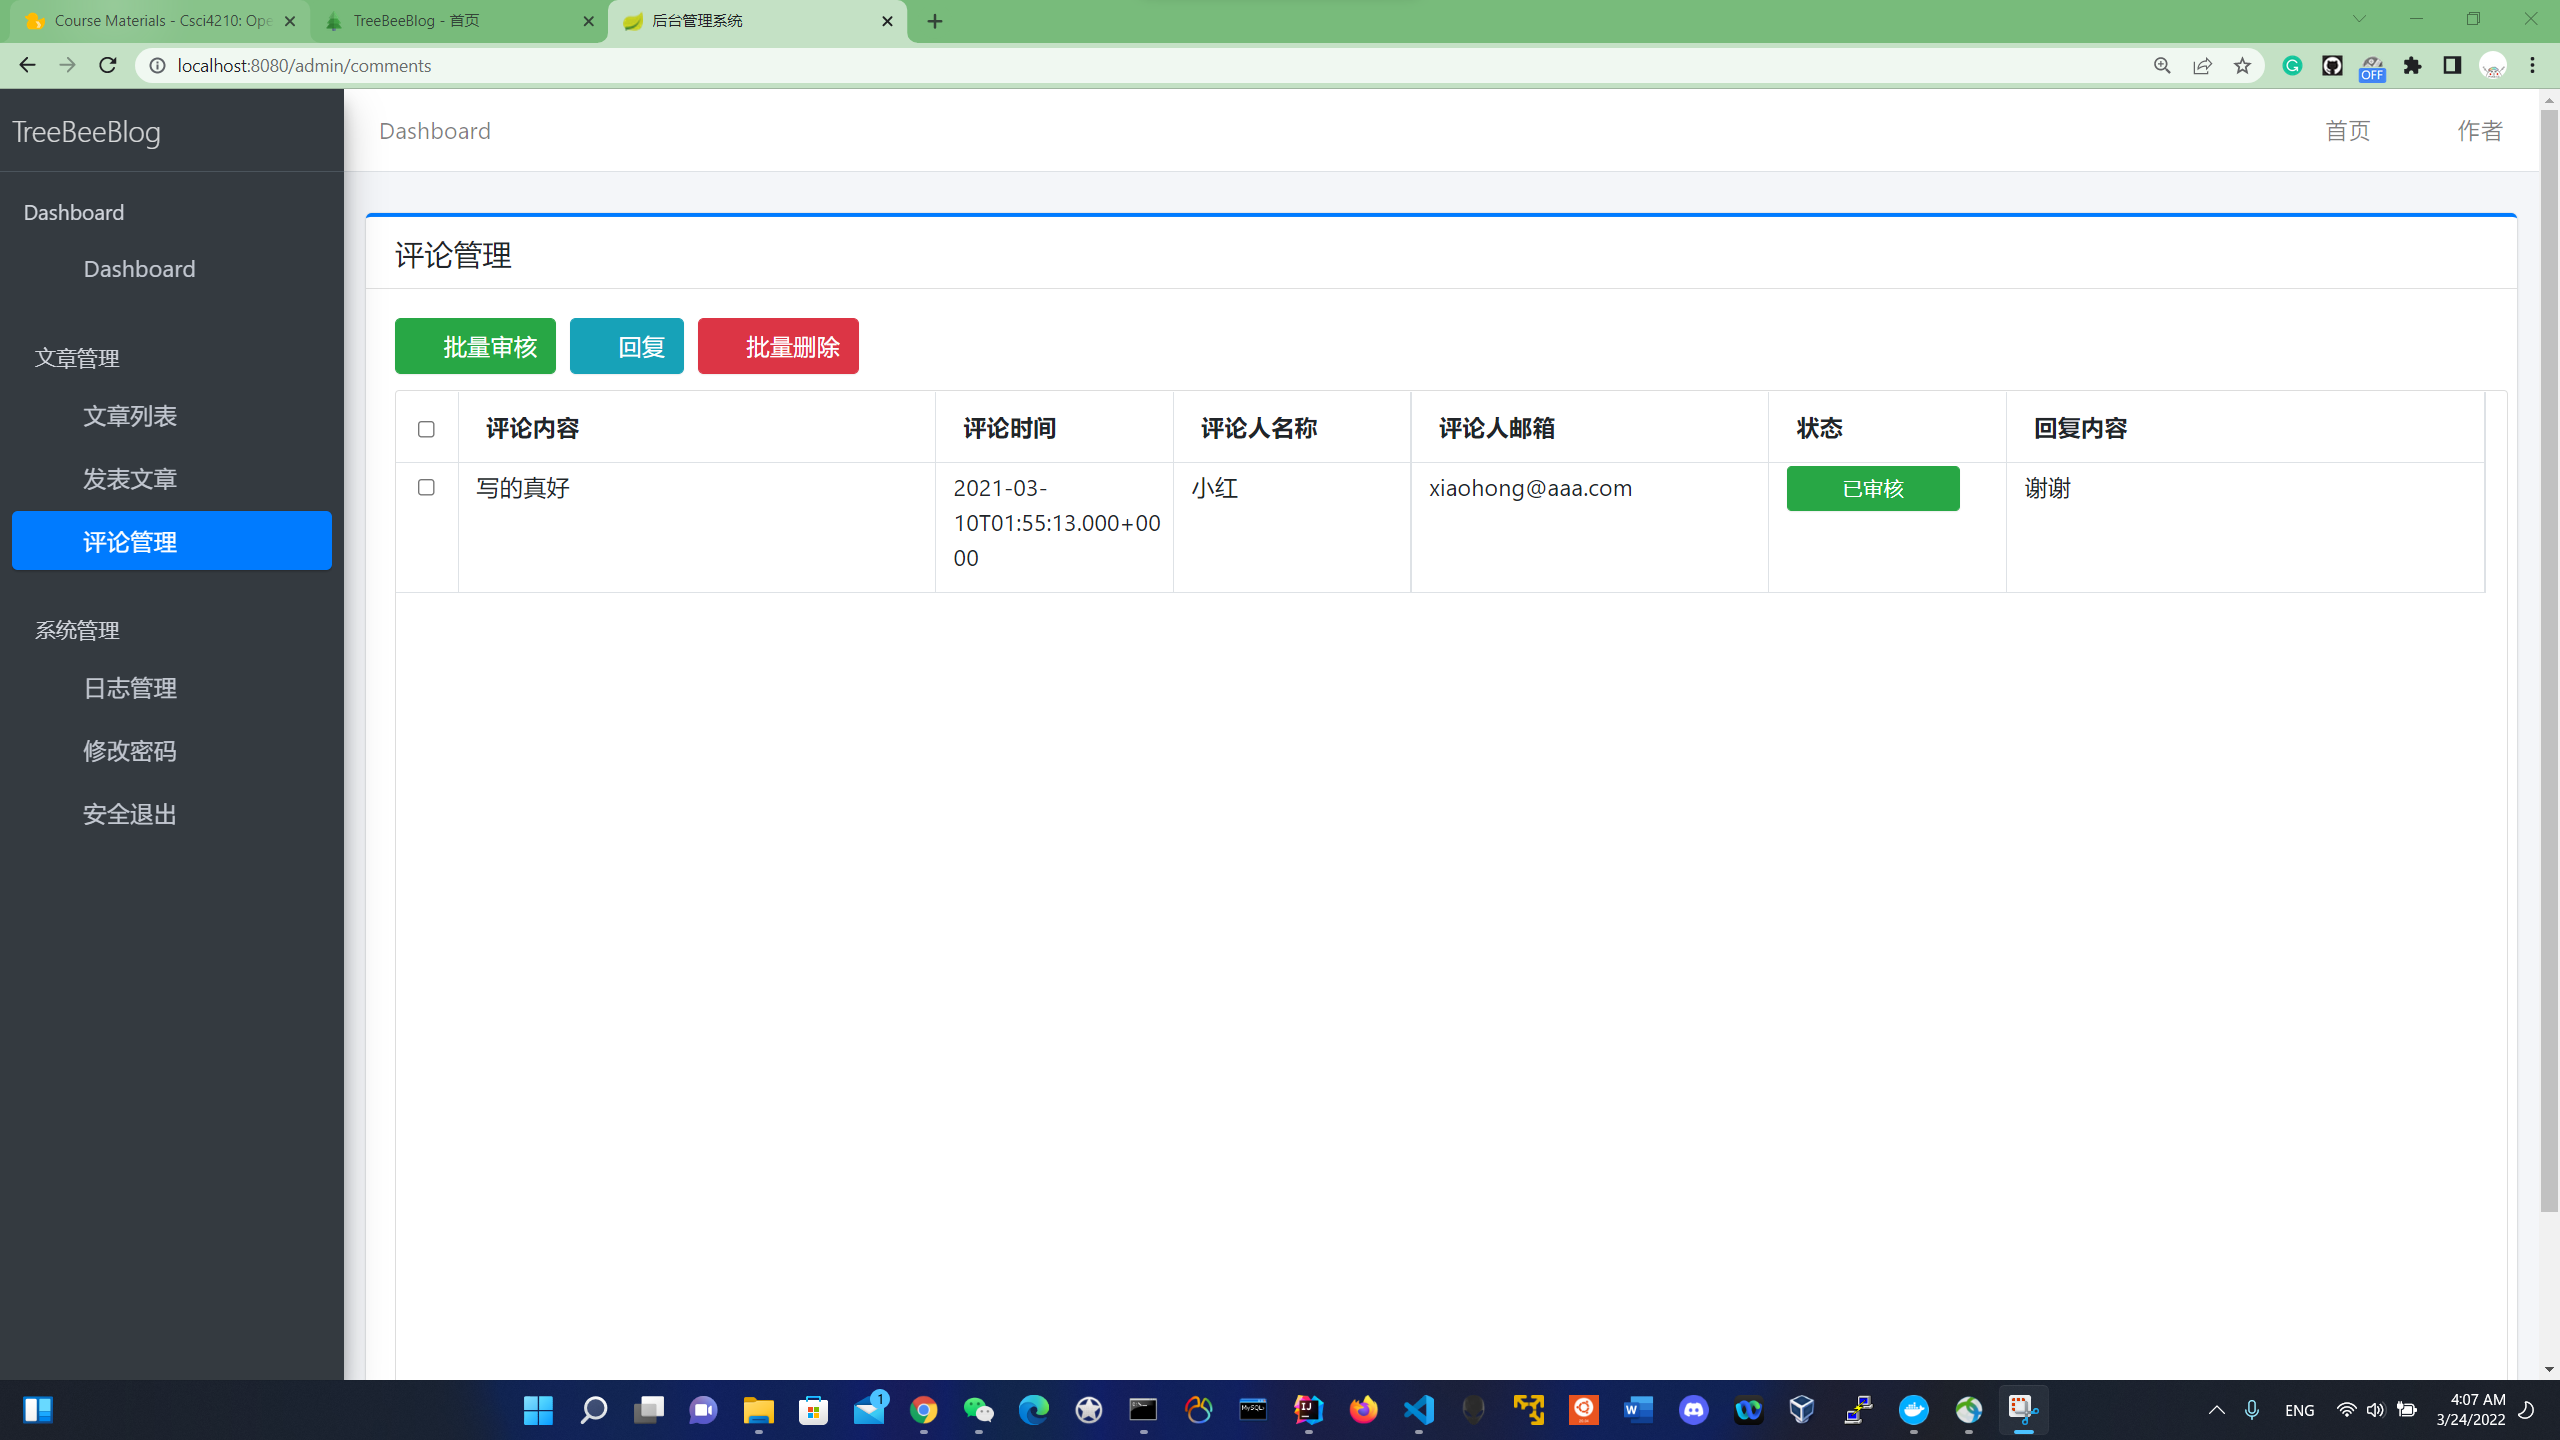 Course Materials - Csci4210: Ope
TreeBeeBlog - 首页
后台管理系统
localhost:8080/admin/comments
OFF
TreeBeeBlog
Dashboard
首页
作者
Dashboard
Dashboard
文章管理
文章列表
发表文章
评论管理
系统管理
日志管理
修改密码
安全退出
评论管理
批量审核
回复
批量删除
评论内容
评论时间
评论人名称
评论人邮箱
状态
回复内容
写的真好
2021-03-
10T01:55:13.000+00
00
小红
xiaohong@aaa.com
已审核
谢谢
1
ENG
4:07 AM
3/24/2022